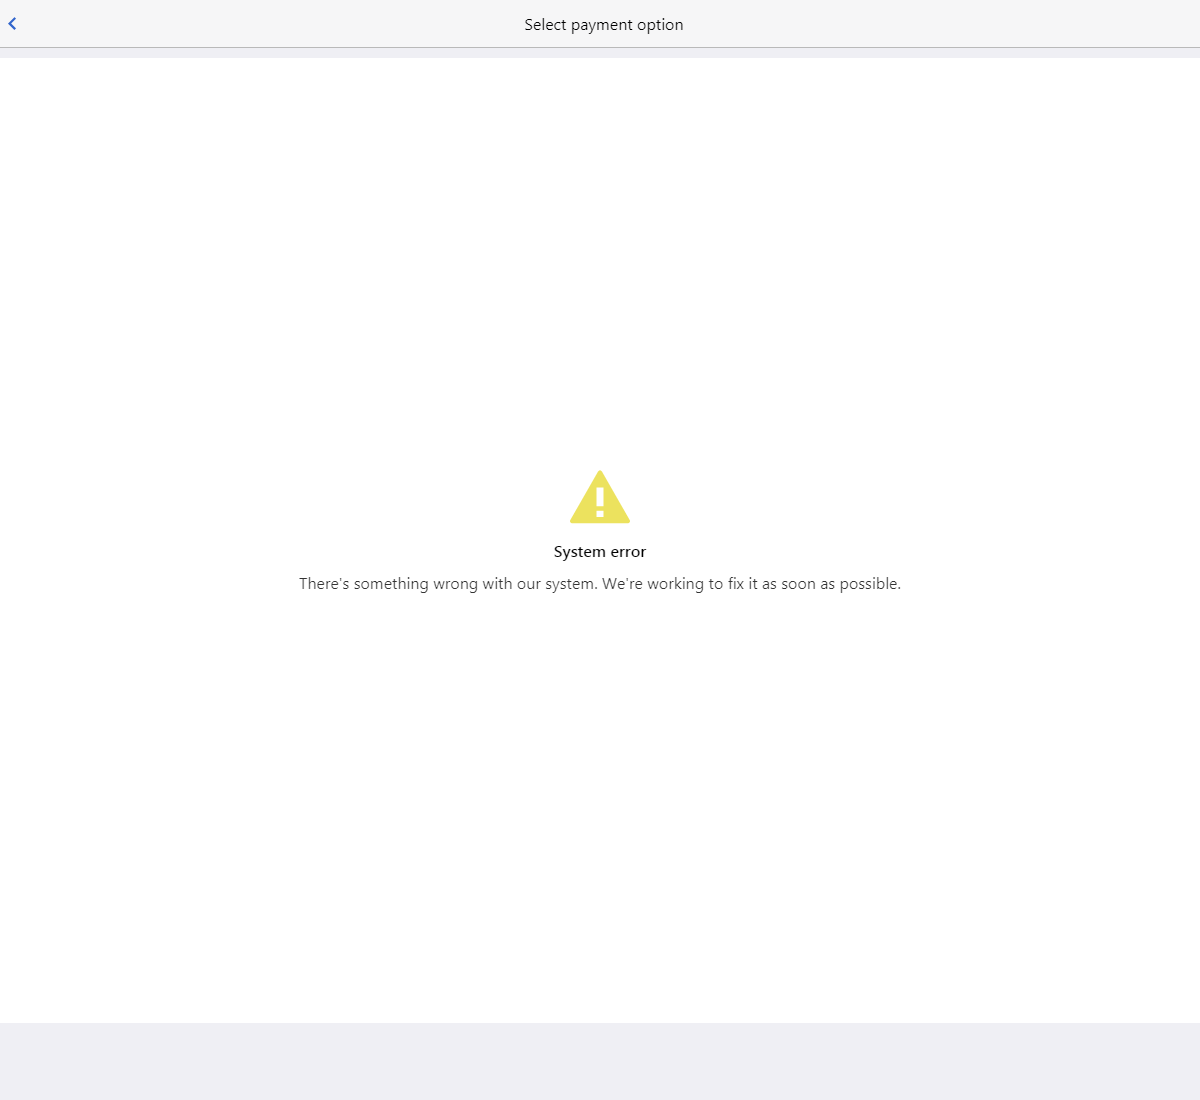 Select payment option
System error
There's something wrong with our system. We're working to fix it as soon as possible.